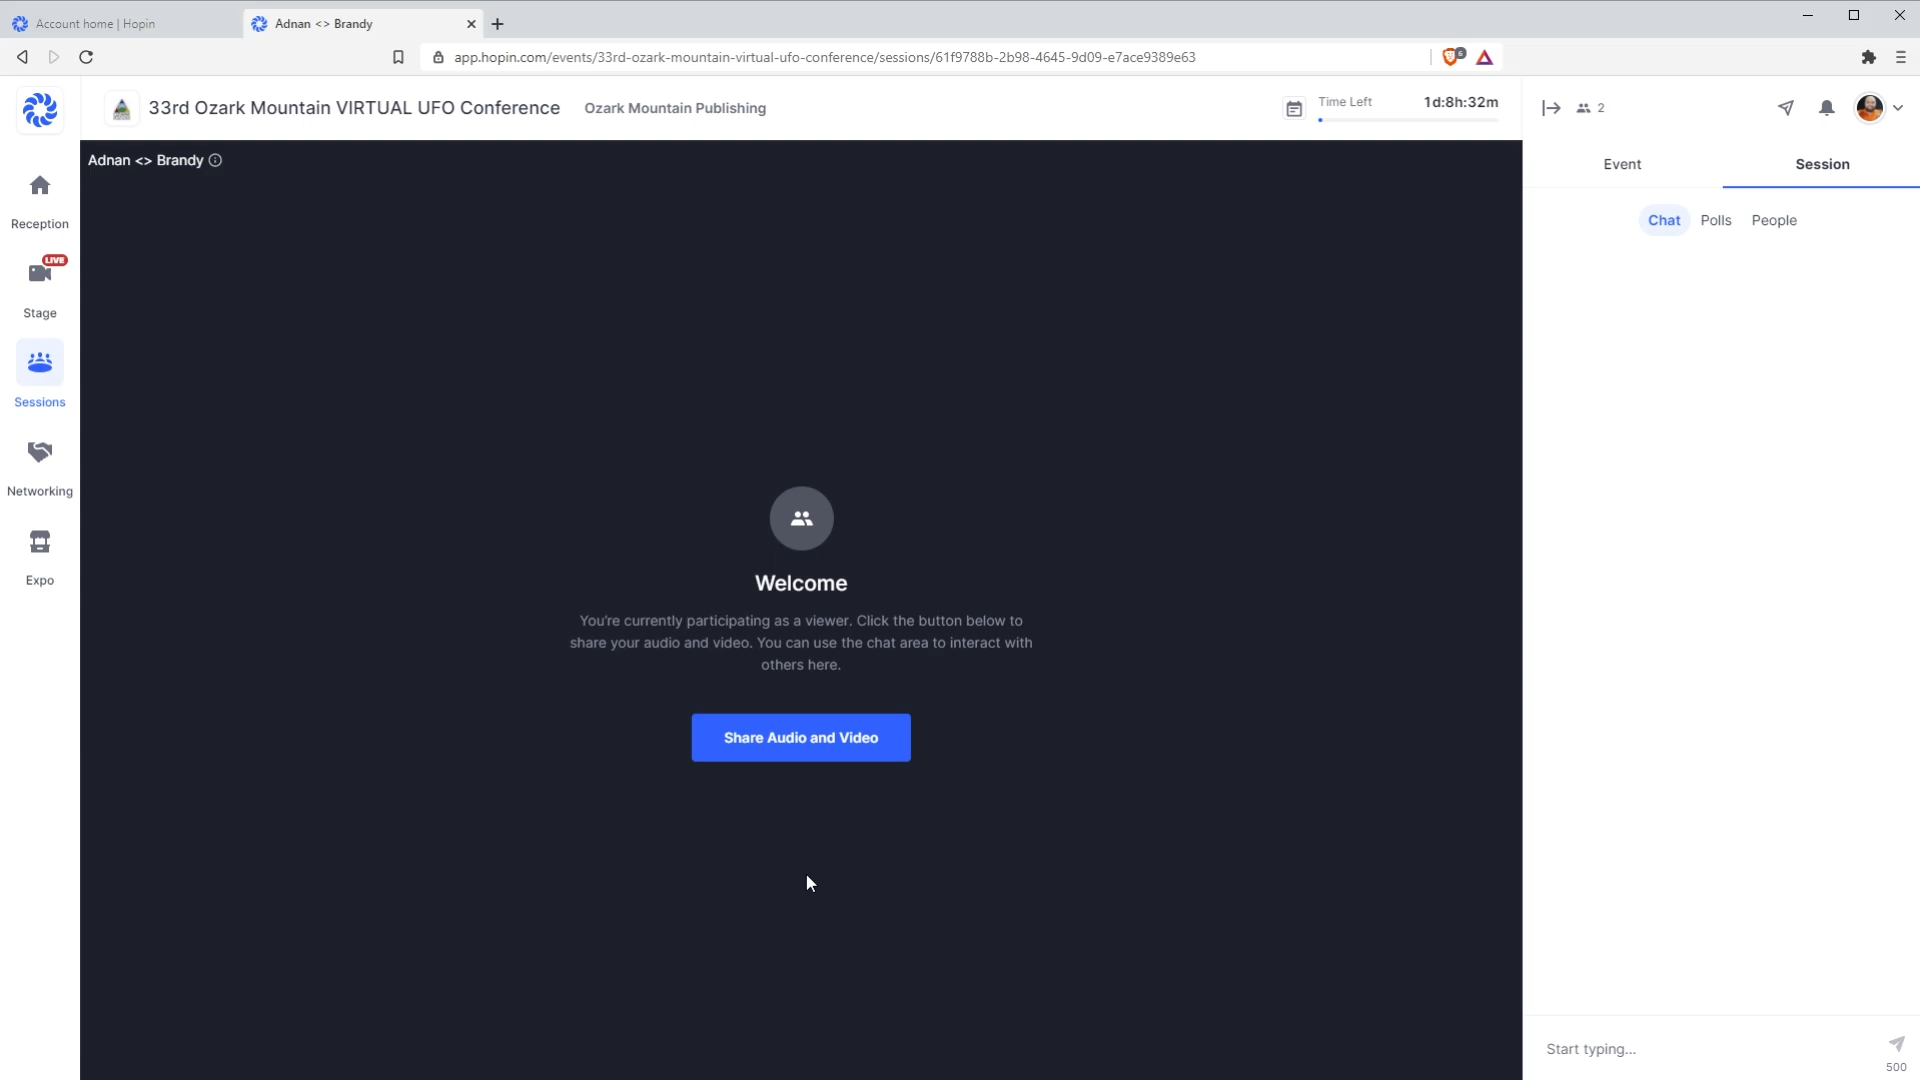 Account home | Hopin
Adnan <> Brandy
app.hopin.com/events/33rd-ozark-mountain-virtual-ufo-conference/sessions/61f9788b-2b98-4645-9d09-e7ace9389e63
6
33rd Ozark Mountain VIRTUAL UFO Conference
Ozark Mountain Publishing
Time Left
1d:8h:32m
2
Adnan <> Brandy
Event
Session
Chat
Polls
People
Reception
LIVE
Stage
Sessions
Networking
Expo
Welcome
You're currently participating as a viewer. Click the button below to
share your audio and video. You can use the chat area to interact with
others here.
Share Audio and Video
Start typing...
500